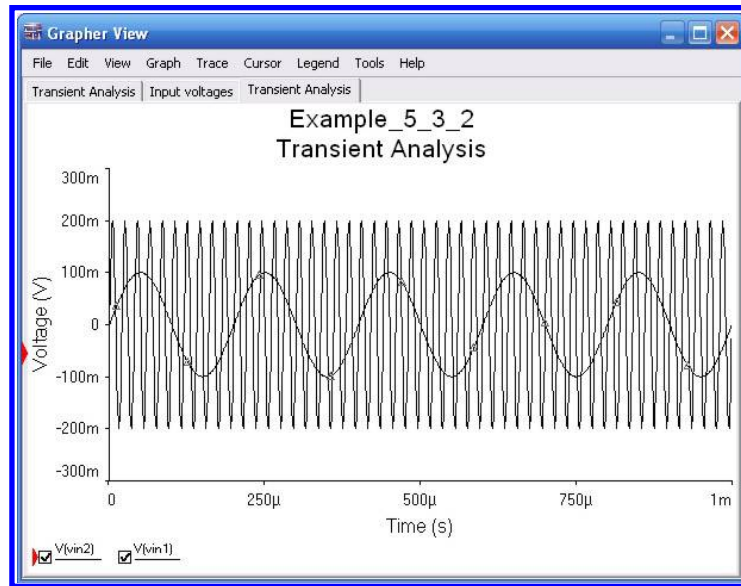 Grapher View
File Edit View Graph Trace Cursor Legend Tools Help
Transient Analysis Input voltages Transient Analysis
Example_5_3_2
Transient Analysis
300m
200m
100m
0
-100m
-200m
-300m
Voltage (V)
0 250µ 500µ 750µ 1m
Time (s)
V(vin2) V(vin1)